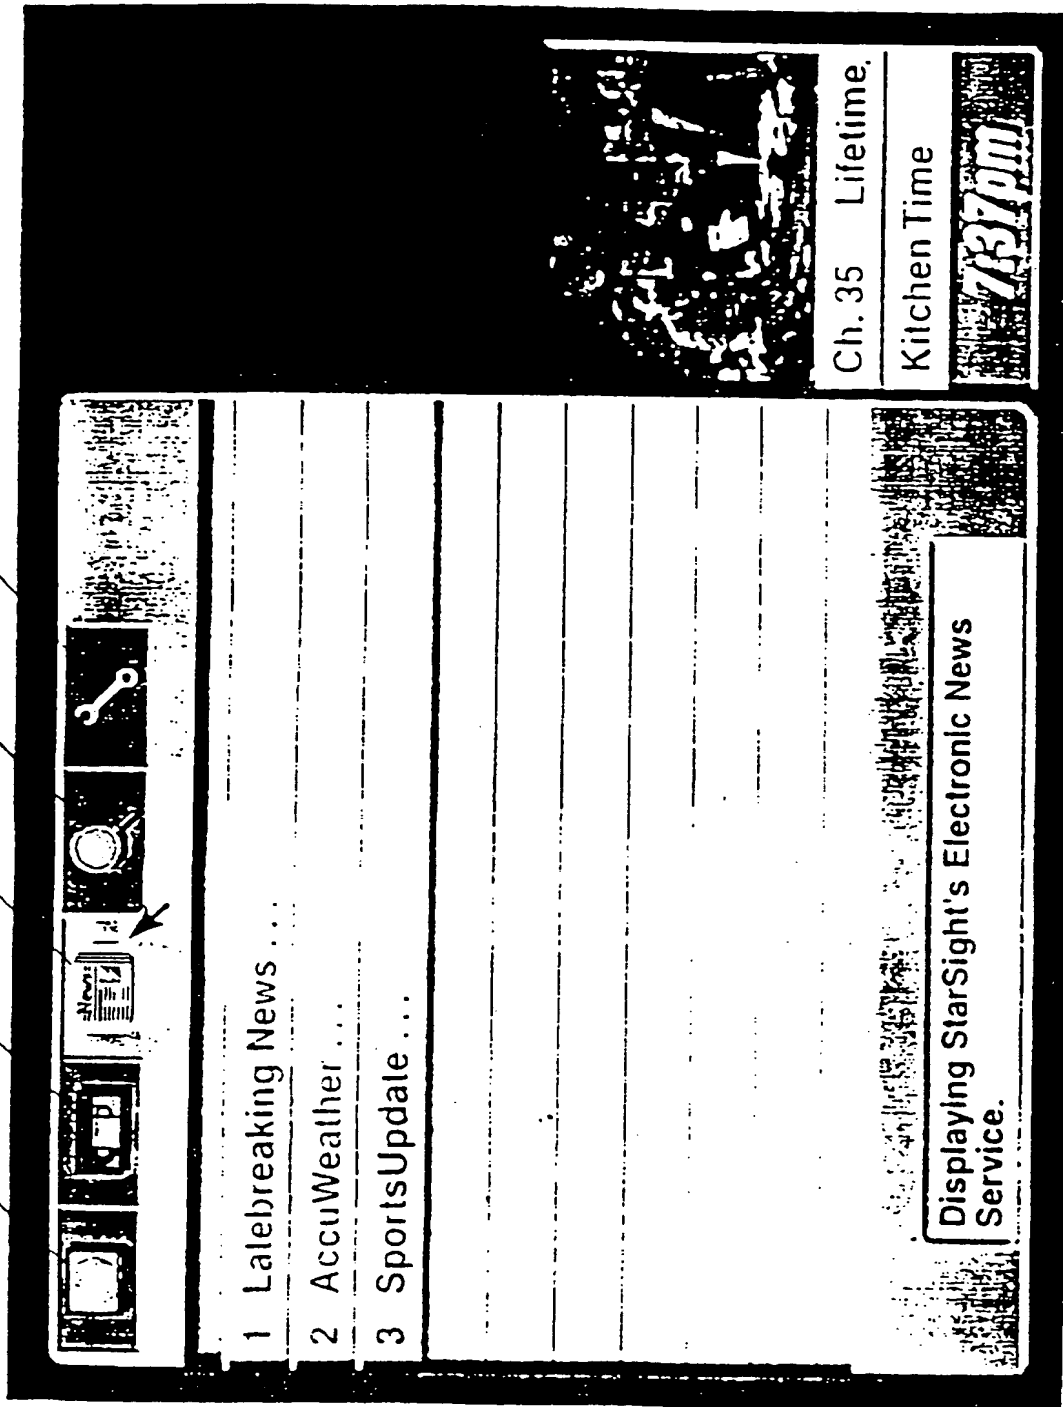 News
1 Latebreaking News ...
2 AccuWeather ...
3 SportsUpdate ...
Displaying StarSight's Electronic News
Service.
Ch. 35 Lifetime
Kitchen Time
7:37pm